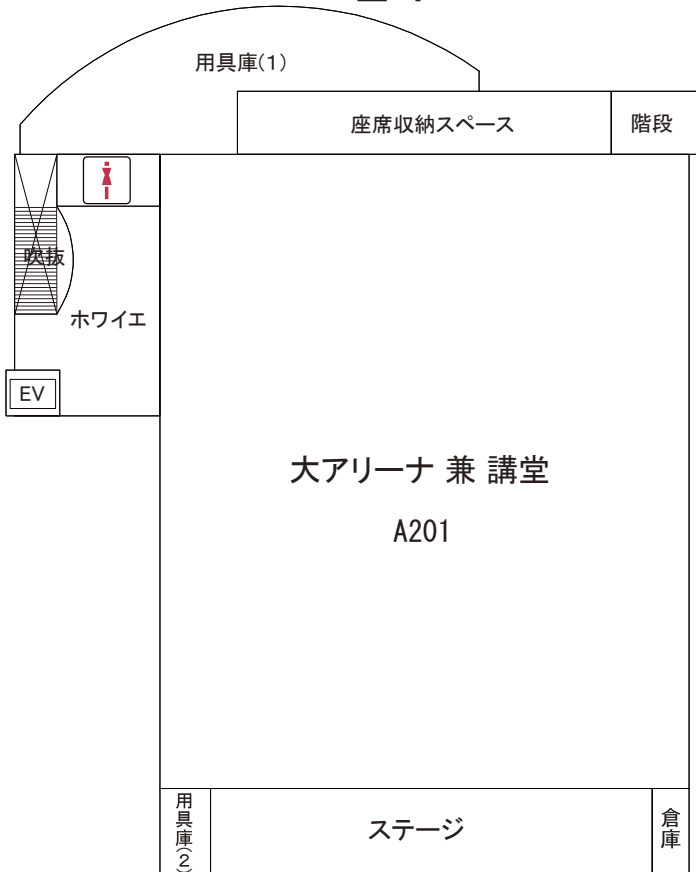 用具庫(1)
座席収納スペース
階段
吹抜
ホワイエ
EV
大アリーナ 兼 講堂
A201
用具庫(2)
ステージ
倉庫